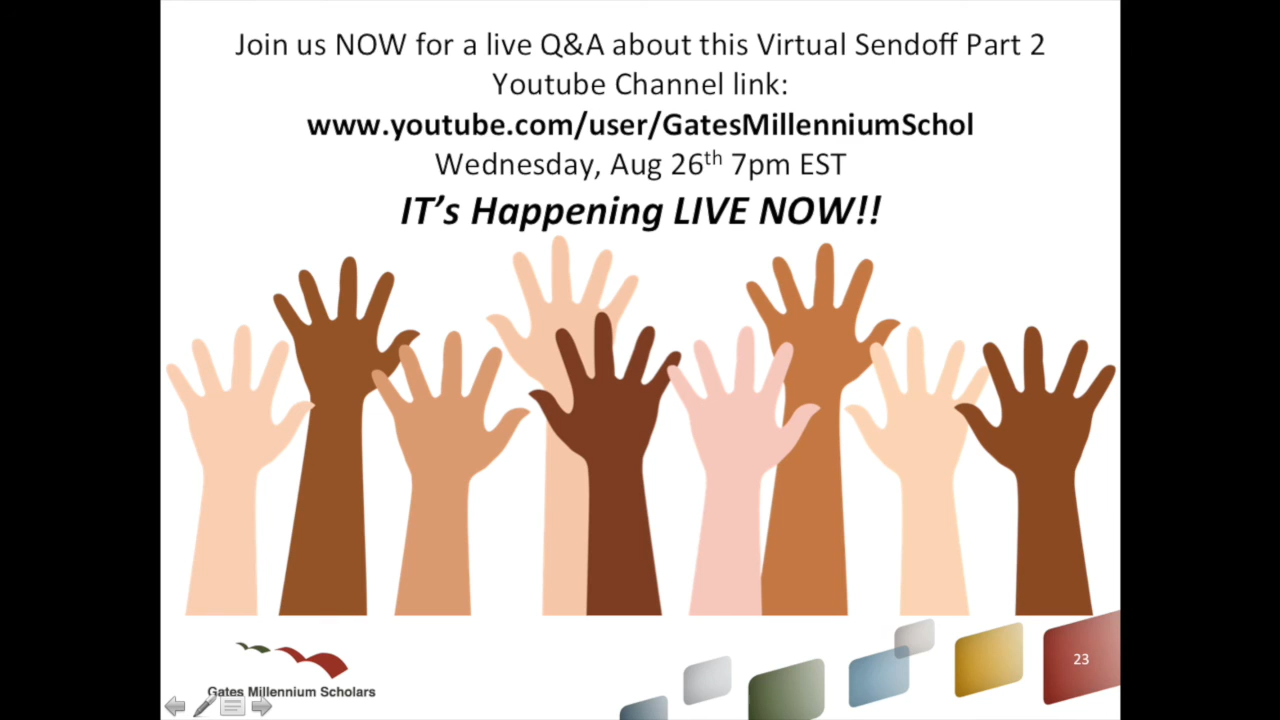 Join us NOW for a live Q&A about this Virtual Sendoff Part 2
Youtube Channel link:
www.youtube.com/user/GatesMillenniumSchol
Wednesday, Aug 26th 7pm EST
IT's Happening LIVE NOW!!
23
Gates Millennium Scholars